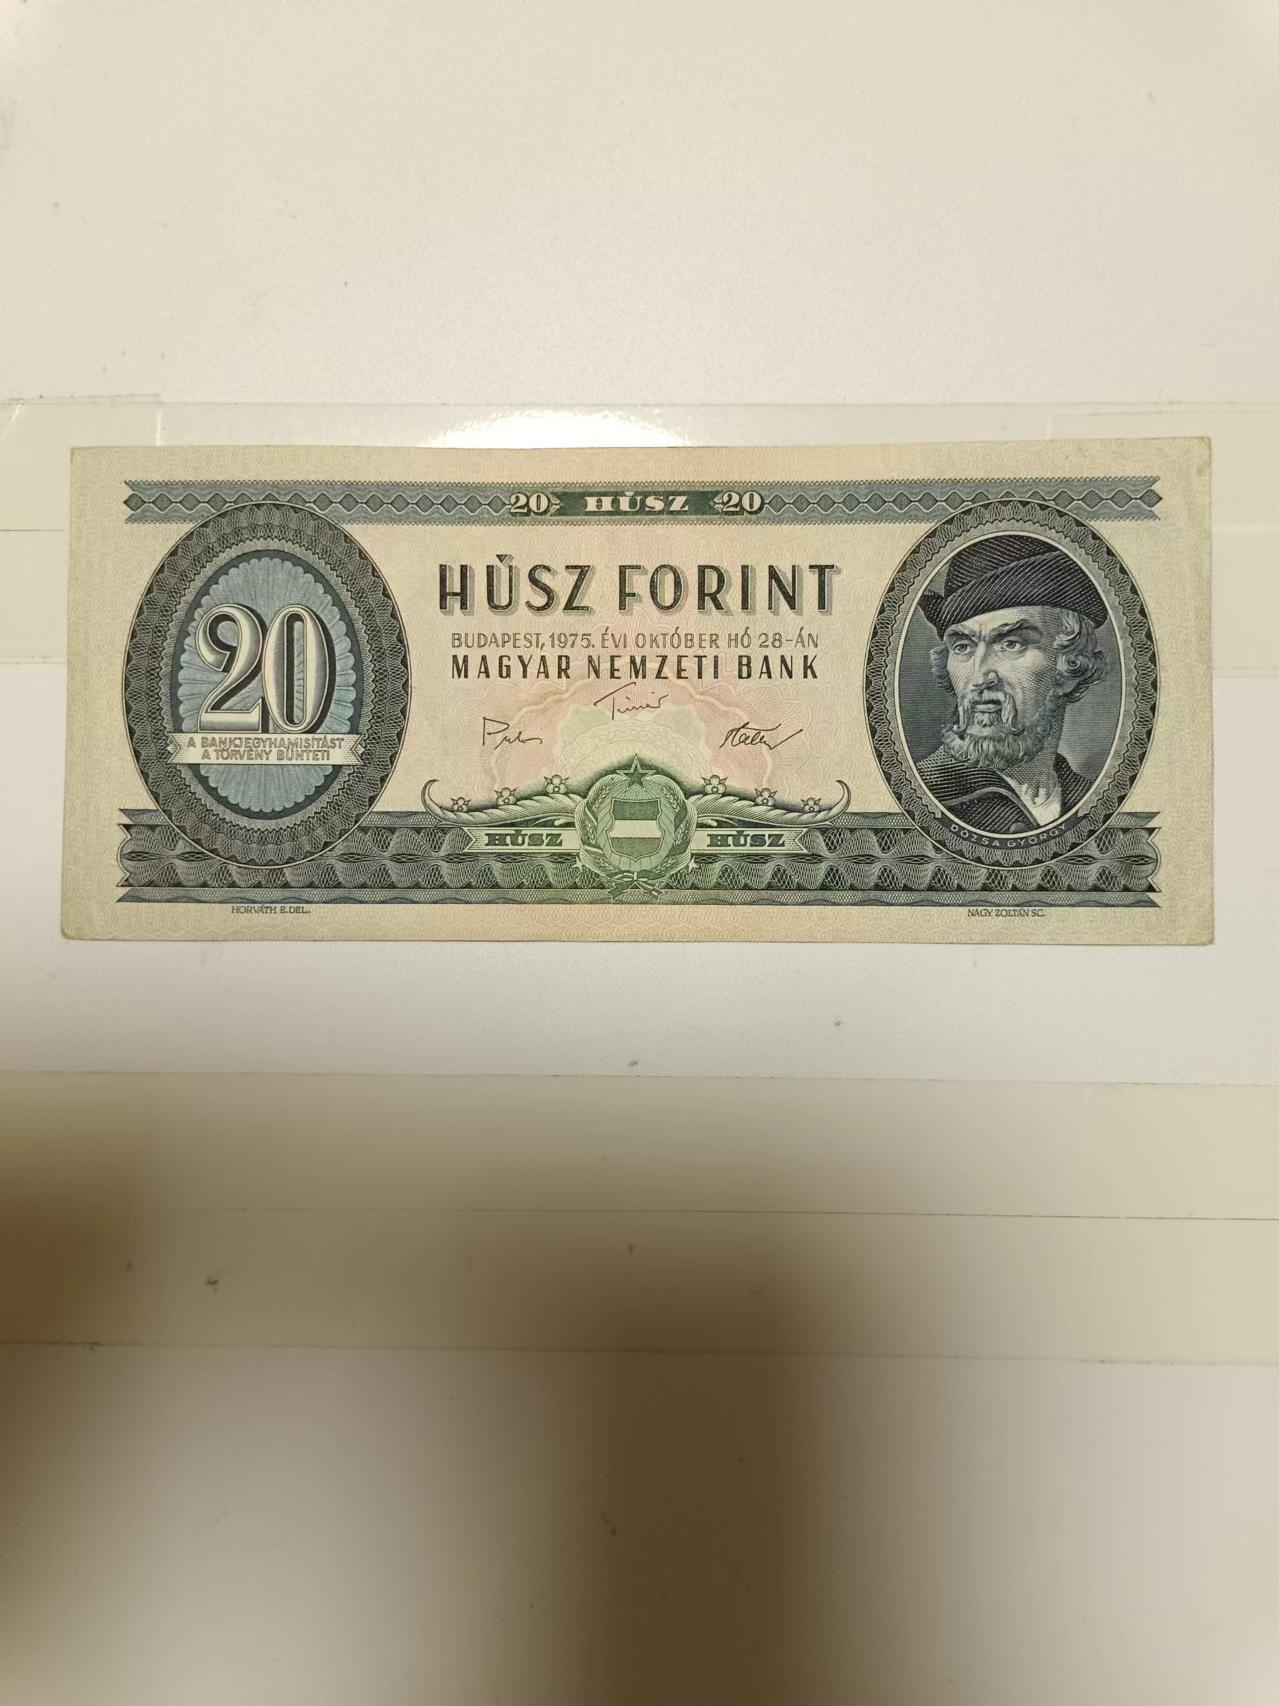 20 HÚSZ 20
HÚSZ FORINT
BUDAPEST, 1975. ÉVI OKTÓBER HÓ 28-ÁN
MAGYAR NEMZETI BANK
20
A BANKJEGYHAMISÍTÁST
A TÖRVÉNY BÜNTETI
HÚSZ HÚSZ
DÓZSA GYÖRGY
HORVÁTH E. DEL.
NAGY ZOLTÁN SC.